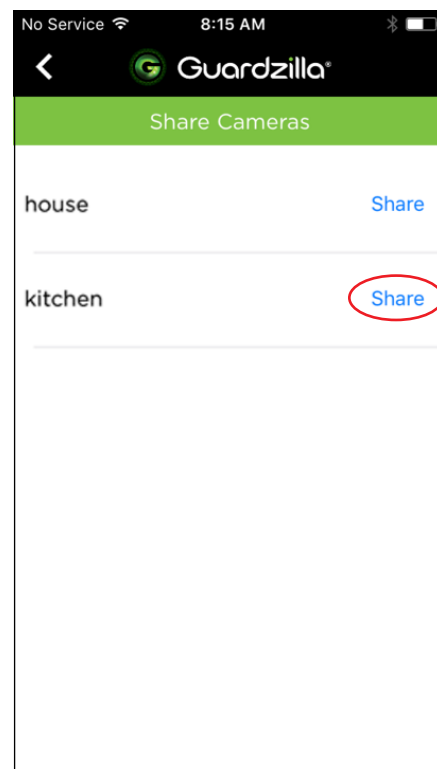 No Service 8:15 AM
G Guardzilla®
Share Cameras
house Share
kitchen Share